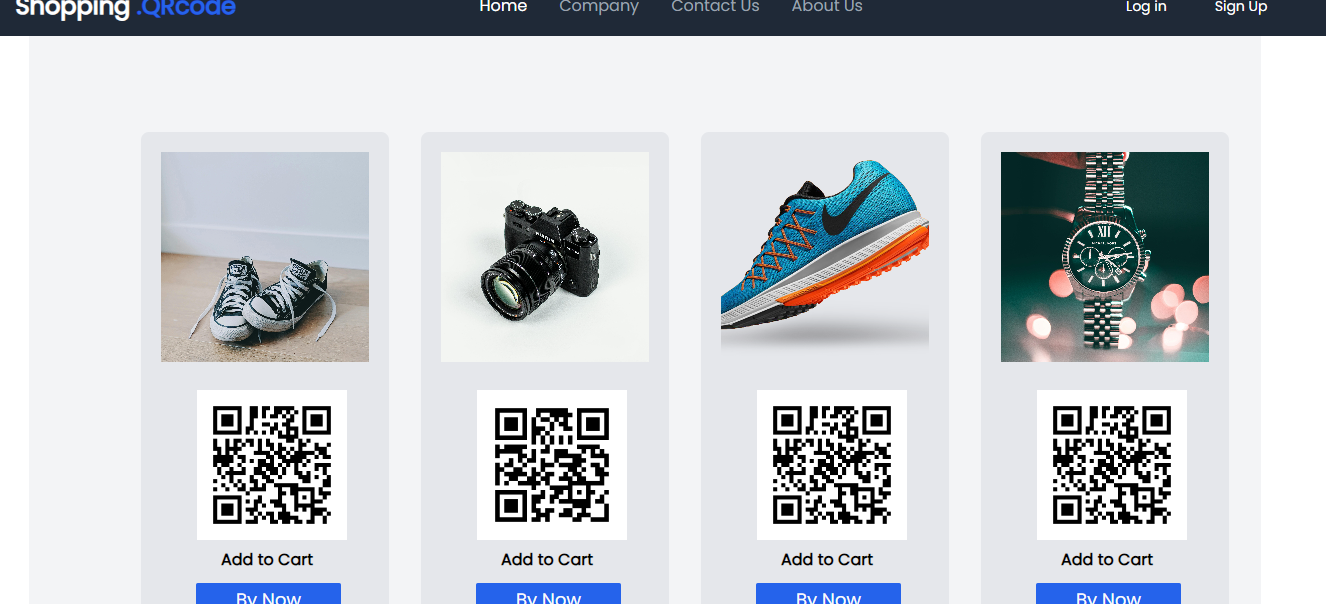 Shopping .QRcode
Home Company Contact Us About Us
Log in Sign Up
XII
Add to Cart Add to Cart Add to Cart Add to Cart
By Now By Now By Now By Now